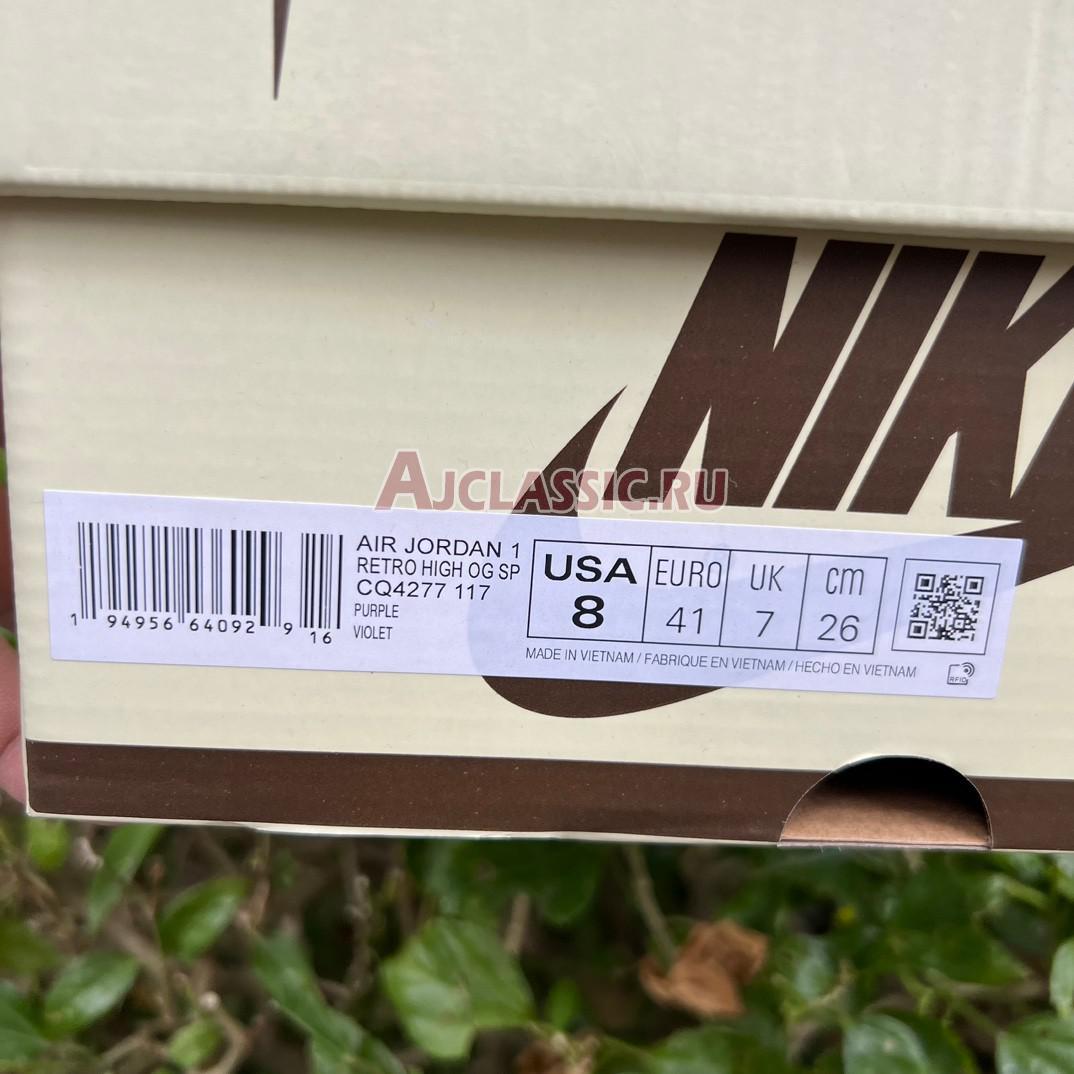 NIK
AJCLASSIC.RU
AIR JORDAN 1
RETRO HIGH OG SP
CQ4277 117
PURPLE
VIOLET
1 94956 64092 9 16
USA
8
EURO
41
UK
7
cm
26
MADE IN VIETNAM / FABRIQUE EN VIETNAM / HECHO EN VIETNAM
RFID